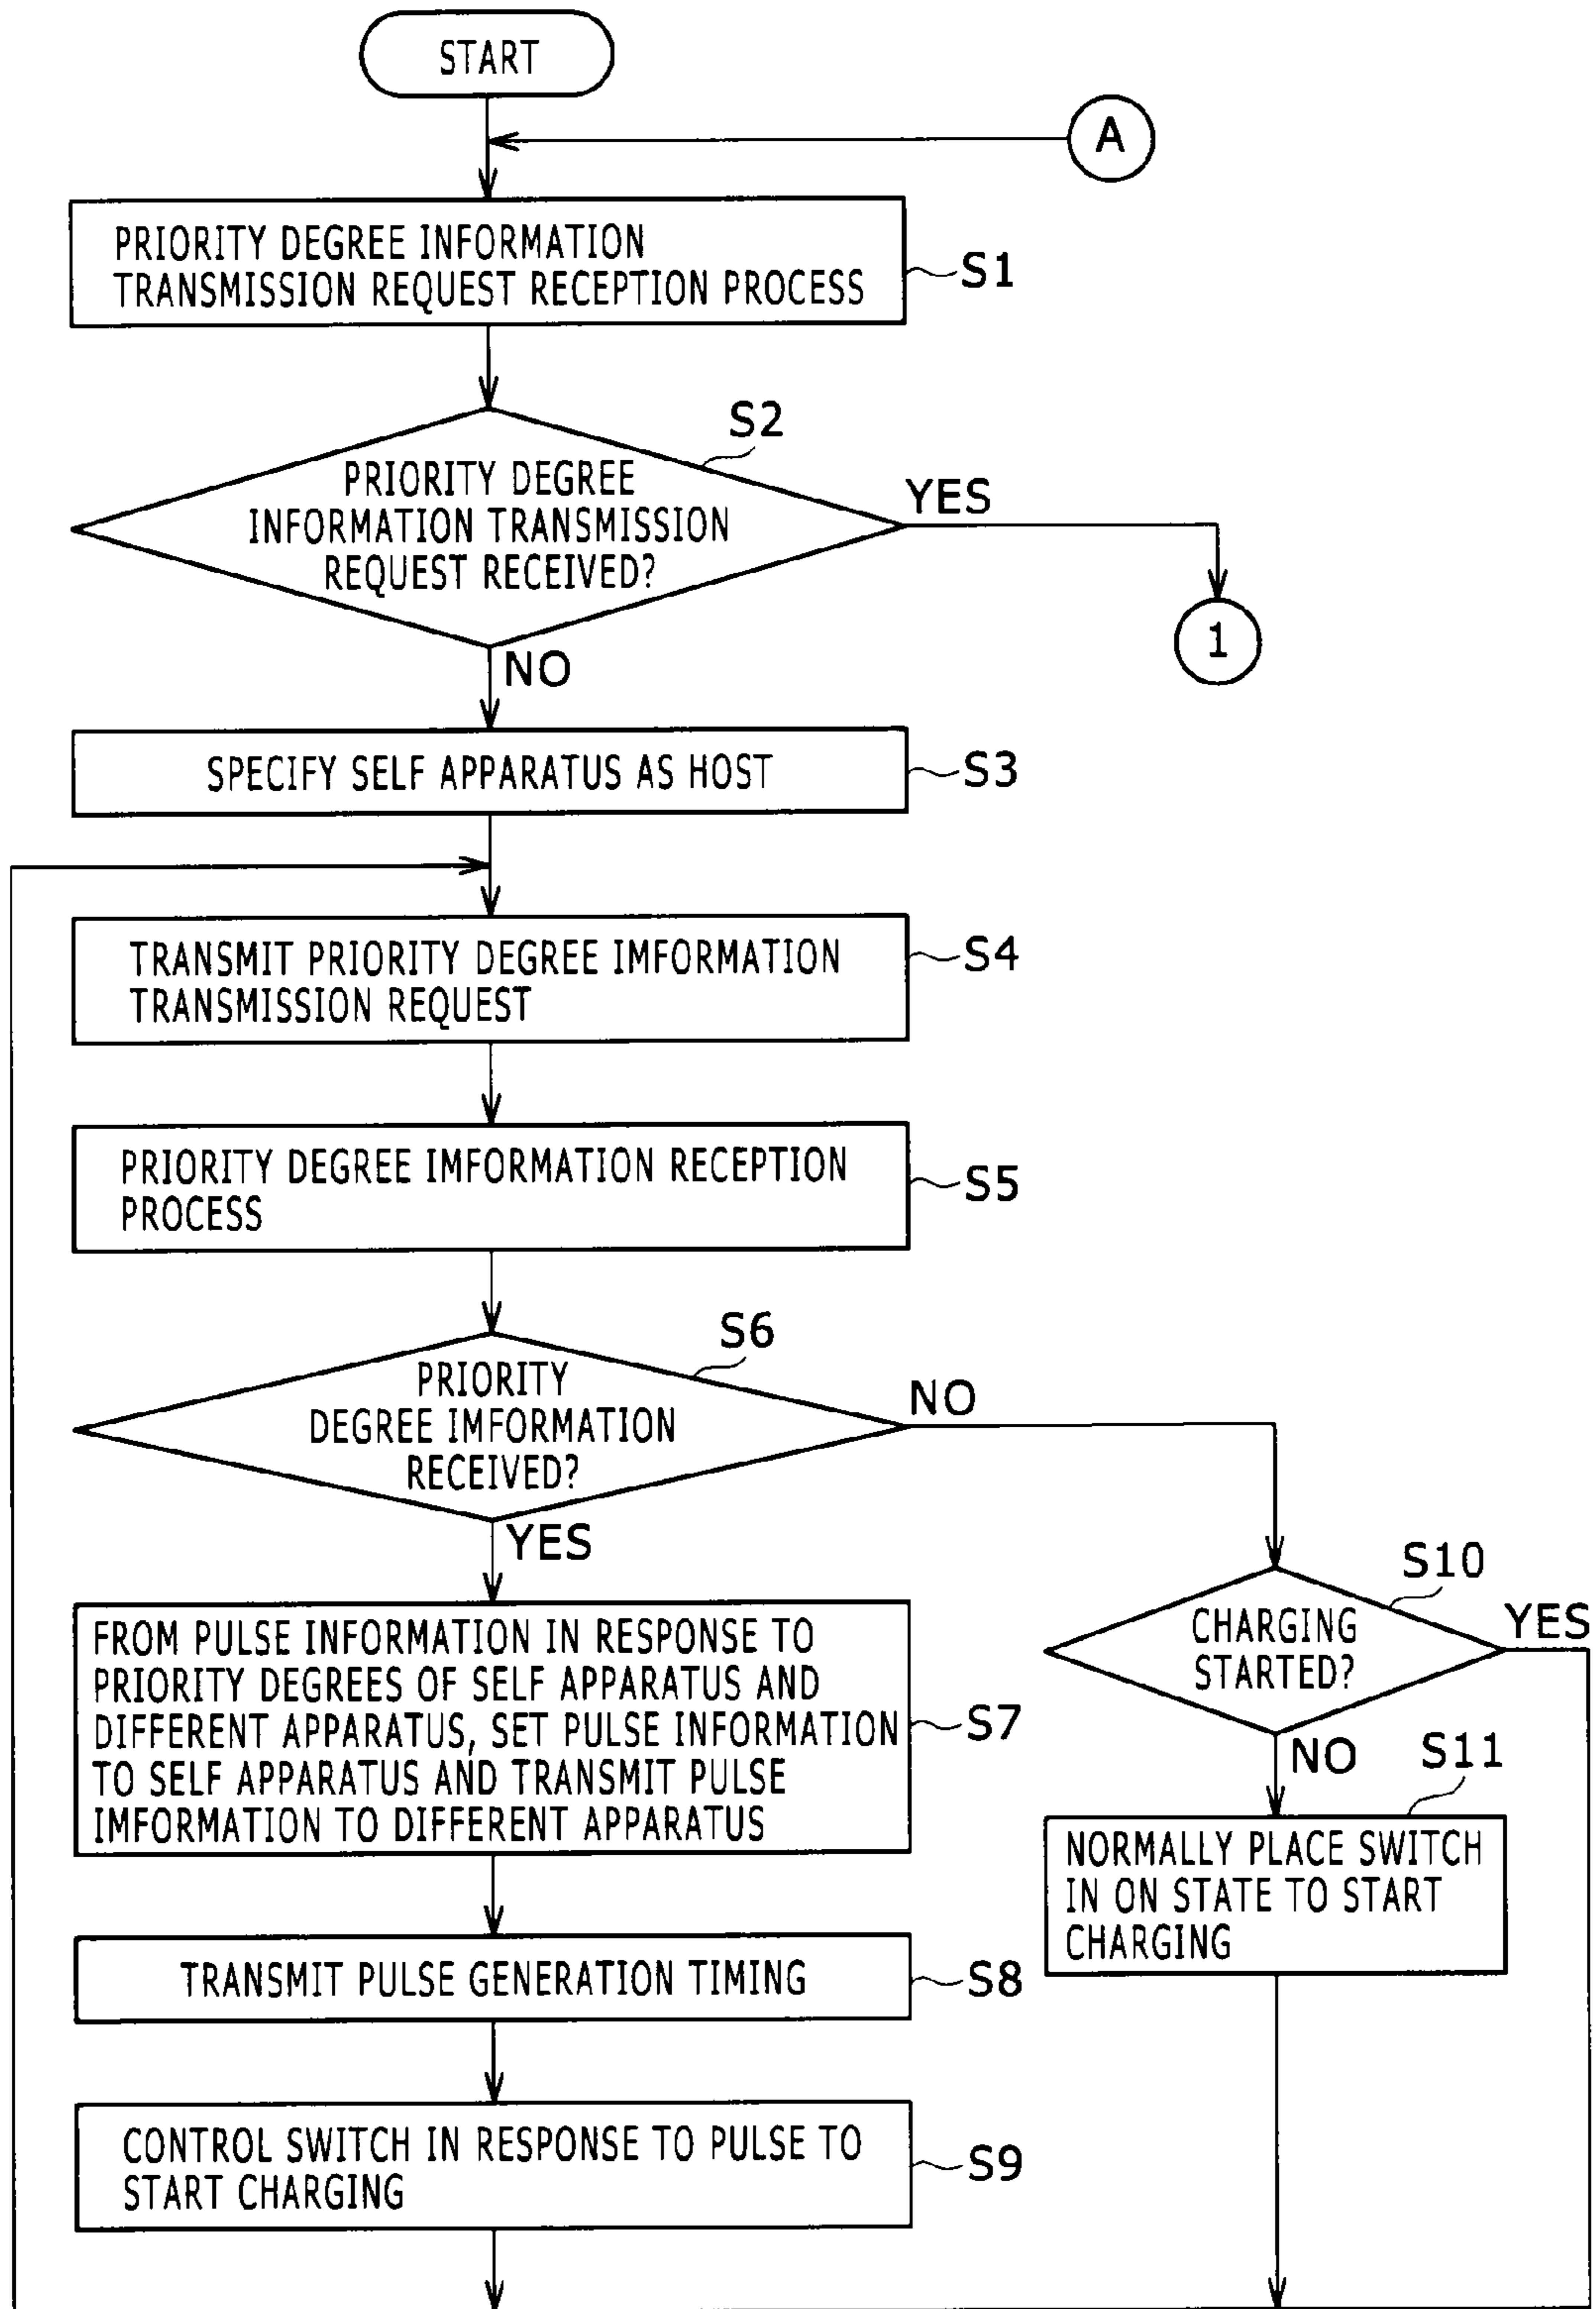 START
A
PRIORITY DEGREE INFORMATION
TRANSMISSION REQUEST RECEPTION PROCESS
S1
S2
PRIORITY DEGREE
INFORMATION TRANSMISSION
REQUEST RECEIVED?
YES
1
NO
SPECIFY SELF APPARATUS AS HOST
S3
TRANSMIT PRIORITY DEGREE IMFORMATION
TRANSMISSION REQUEST
S4
PRIORITY DEGREE IMFORMATION RECEPTION
PROCESS
S5
S6
PRIORITY
DEGREE IMFORMATION
RECEIVED?
NO
YES
FROM PULSE INFORMATION IN RESPONSE TO
PRIORITY DEGREES OF SELF APPARATUS AND
DIFFERENT APPARATUS, SET PULSE INFORMATION
TO SELF APPARATUS AND TRANSMIT PULSE
IMFORMATION TO DIFFERENT APPARATUS
S7
S10
CHARGING
STARTED?
YES
NO
S11
NORMALLY PLACE SWITCH
IN ON STATE TO START
CHARGING
TRANSMIT PULSE GENERATION TIMING
S8
CONTROL SWITCH IN RESPONSE TO PULSE TO
START CHARGING
S9